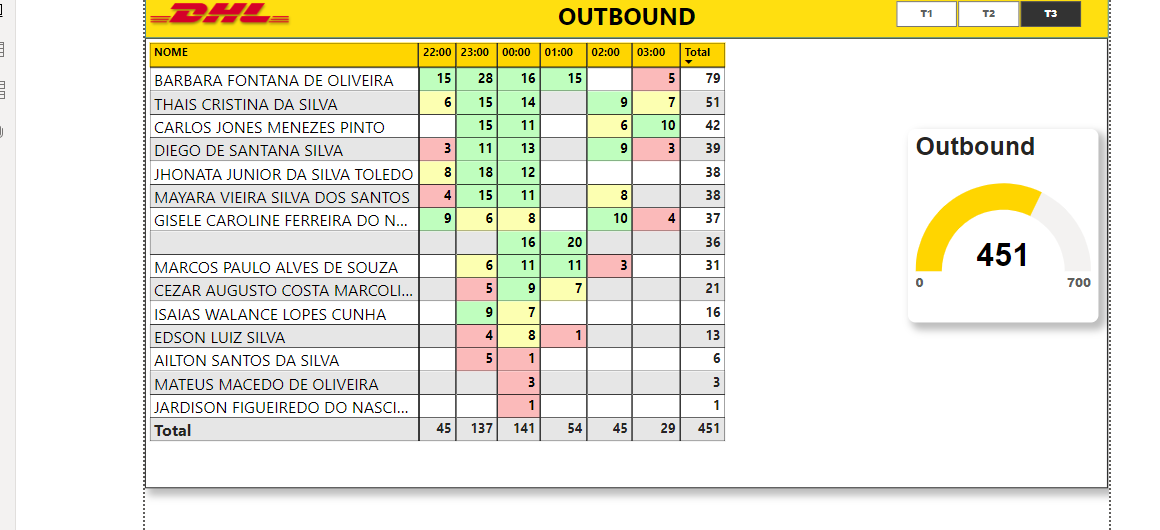 DHL OUTBOUND T1 T2 T3
NOME 22:00 23:00 00:00 01:00 02:00 03:00 Total
BARBARA FONTANA DE OLIVEIRA 15 28 16 15 5 79
THAIS CRISTINA DA SILVA 6 15 14 9 7 51
CARLOS JONES MENEZES PINTO 15 11 6 10 42
DIEGO DE SANTANA SILVA 3 11 13 9 3 39
JHONATA JUNIOR DA SILVA TOLEDO 8 18 12 38
MAYARA VIEIRA SILVA DOS SANTOS 4 15 11 8 38
GISELE CAROLINE FERREIRA DO N... 9 6 8 10 4 37
16 20 36
MARCOS PAULO ALVES DE SOUZA 6 11 11 3 31
CEZAR AUGUSTO COSTA MARCOLI... 5 9 7 21
ISAIAS WALANCE LOPES CUNHA 9 7 16
EDSON LUIZ SILVA 4 8 1 13
AILTON SANTOS DA SILVA 5 1 6
MATEUS MACEDO DE OLIVEIRA 3 3
JARDISON FIGUEIREDO DO NASCI... 1 1
Total 45 137 141 54 45 29 451
Outbound
451
0 700